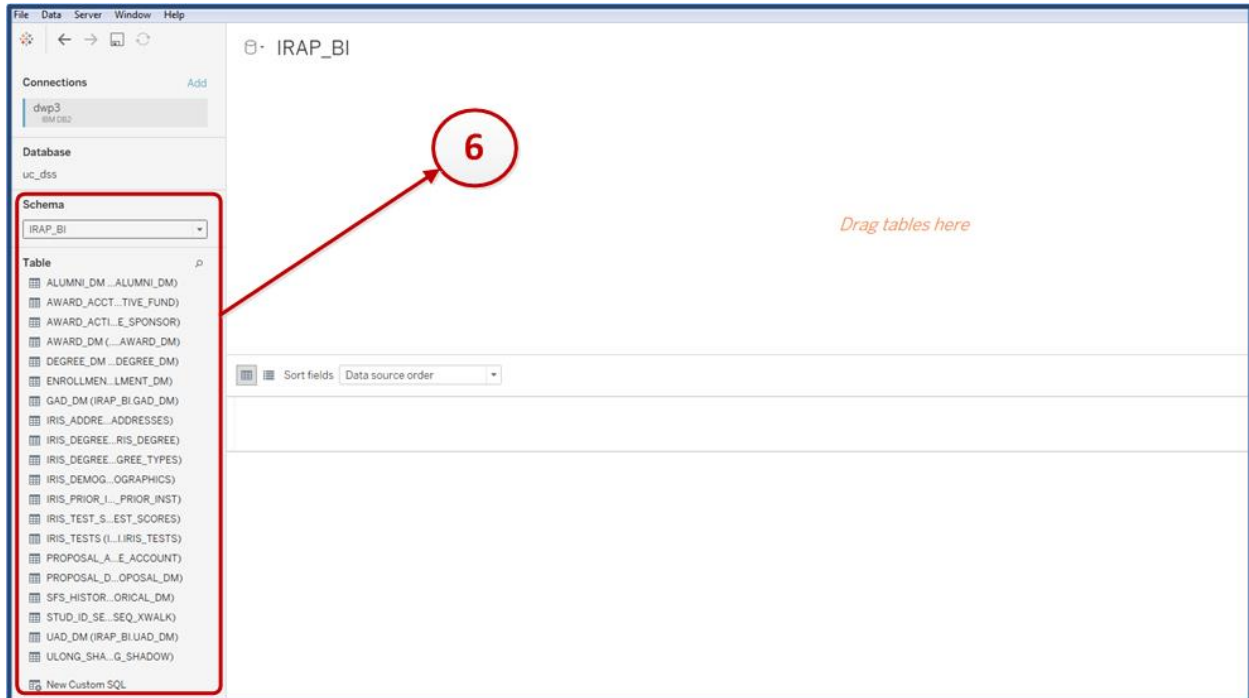 File Data Server Window Help
IRAP_BI
Connections Add
dwp3
IBM DB2
Database
uc_dss
Schema
IRAP_BI
Table
ALUMNI_DM ...ALUMNI_DM)
AWARD_ACCT...TIVE_FUND)
AWARD_ACTI...E_SPONSOR)
AWARD_DM (....AWARD_DM)
DEGREE_DM ...DEGREE_DM)
ENROLLMEN...LMENT_DM)
GAD_DM (IRAP_BI.GAD_DM)
IRIS_ADDRE...ADDRESSES)
IRIS_DEGREE...RIS_DEGREE)
IRIS_DEGREE...GREE_TYPES)
IRIS_DEMOG...OGRAPHICS)
IRIS_PRIOR_I..._PRIOR_INST)
IRIS_TEST_S...EST_SCORES)
IRIS_TESTS (I...I.IRIS_TESTS)
PROPOSAL_A...E_ACCOUNT)
PROPOSAL_D...OPOSAL_DM)
SFS_HISTOR...ORICAL_DM)
STUD_ID_SE...SEQ_XWALK)
UAD_DM (IRAP_BI.UAD_DM)
ULONG_SHA...G_SHADOW)
New Custom SQL
6
Drag tables here
Sort fields Data source order